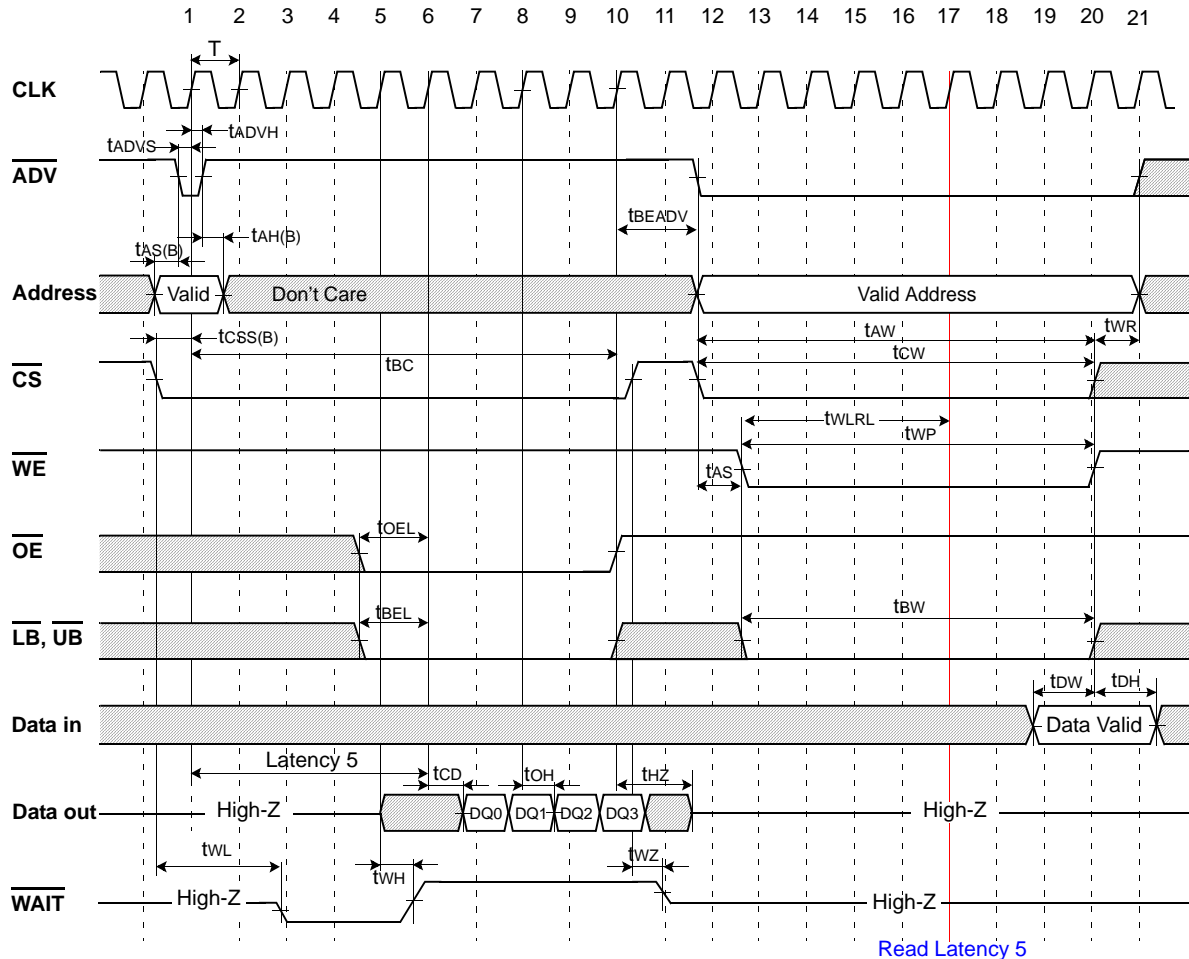 1 2 3 4 5 6 7 8 9 10 11 12 13 14 15 16 17 18 19 20 21
T
CLK
tADVH
tADVS
ADV
tBEADV
tAH(B)
tAS(B)
Address Valid Don't Care Valid Address
tCSS(B) tAW tWR
tBC tCW
CS
tWLRL
tWP
WE
tAS
tOEL
OE
tBEL tBW
LB, UB
tDW tDH
Data in Data Valid
Latency 5
tCD tOH tHZ
Data out High-Z DQ0 DQ1 DQ2 DQ3 High-Z
tWL tWH tWZ
WAIT High-Z High-Z
Read Latency 5